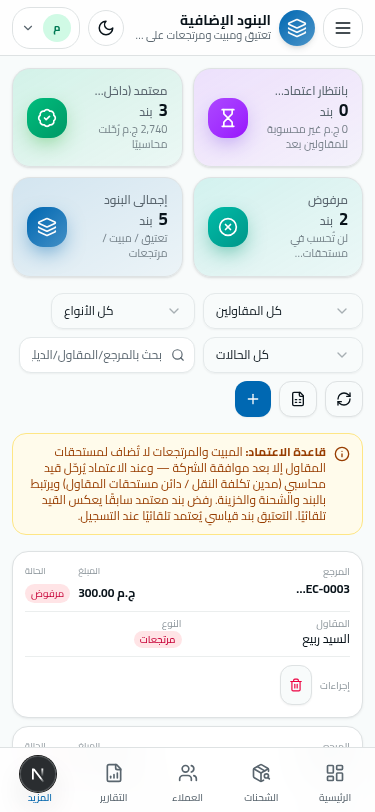 البنود الإضافية
تعتيق ومبيت ومرتجعات على ...
م
بانتظار اعتماد...
0 بند
0 ج.م غير محسوبة
للمقاولين بعد
معتمد (داخل...
3 بند
2,740 ج.م رُحّلت
محاسبيًا
مرفوض
2 بند
لن تُحسب في
مستحقات...
إجمالي البنود
5 بند
تعتيق / مبيت /
مرتجعات
كل المقاولين
كل الأنواع
كل الحالات
بحث بالمرجع/المقاول/الدليل
قاعدة الاعتماد: المبيت والمرتجعات لا تُضاف لمستحقات
المقاول إلا بعد موافقة الشركة — وعند الاعتماد يُرحّل قيد
محاسبي (مدين تكلفة النقل / دائن مستحقات المقاول) ويرتبط
بالبند والشحنة والخزينة. رفض بند معتمد سابقًا يعكس القيد
تلقائيًا. التعتيق بند قياسي يُعتمد تلقائيًا عند التسجيل.
المرجع
EC-0003...
المبلغ
300.00 ج.م
الحالة
مرفوض
المقاول
السيد ربيع
النوع
مرتجعات
إجراءات
المرجع
المبلغ
الحالة
الرئيسية
الشحنات
العملاء
التقارير
المزيد
N